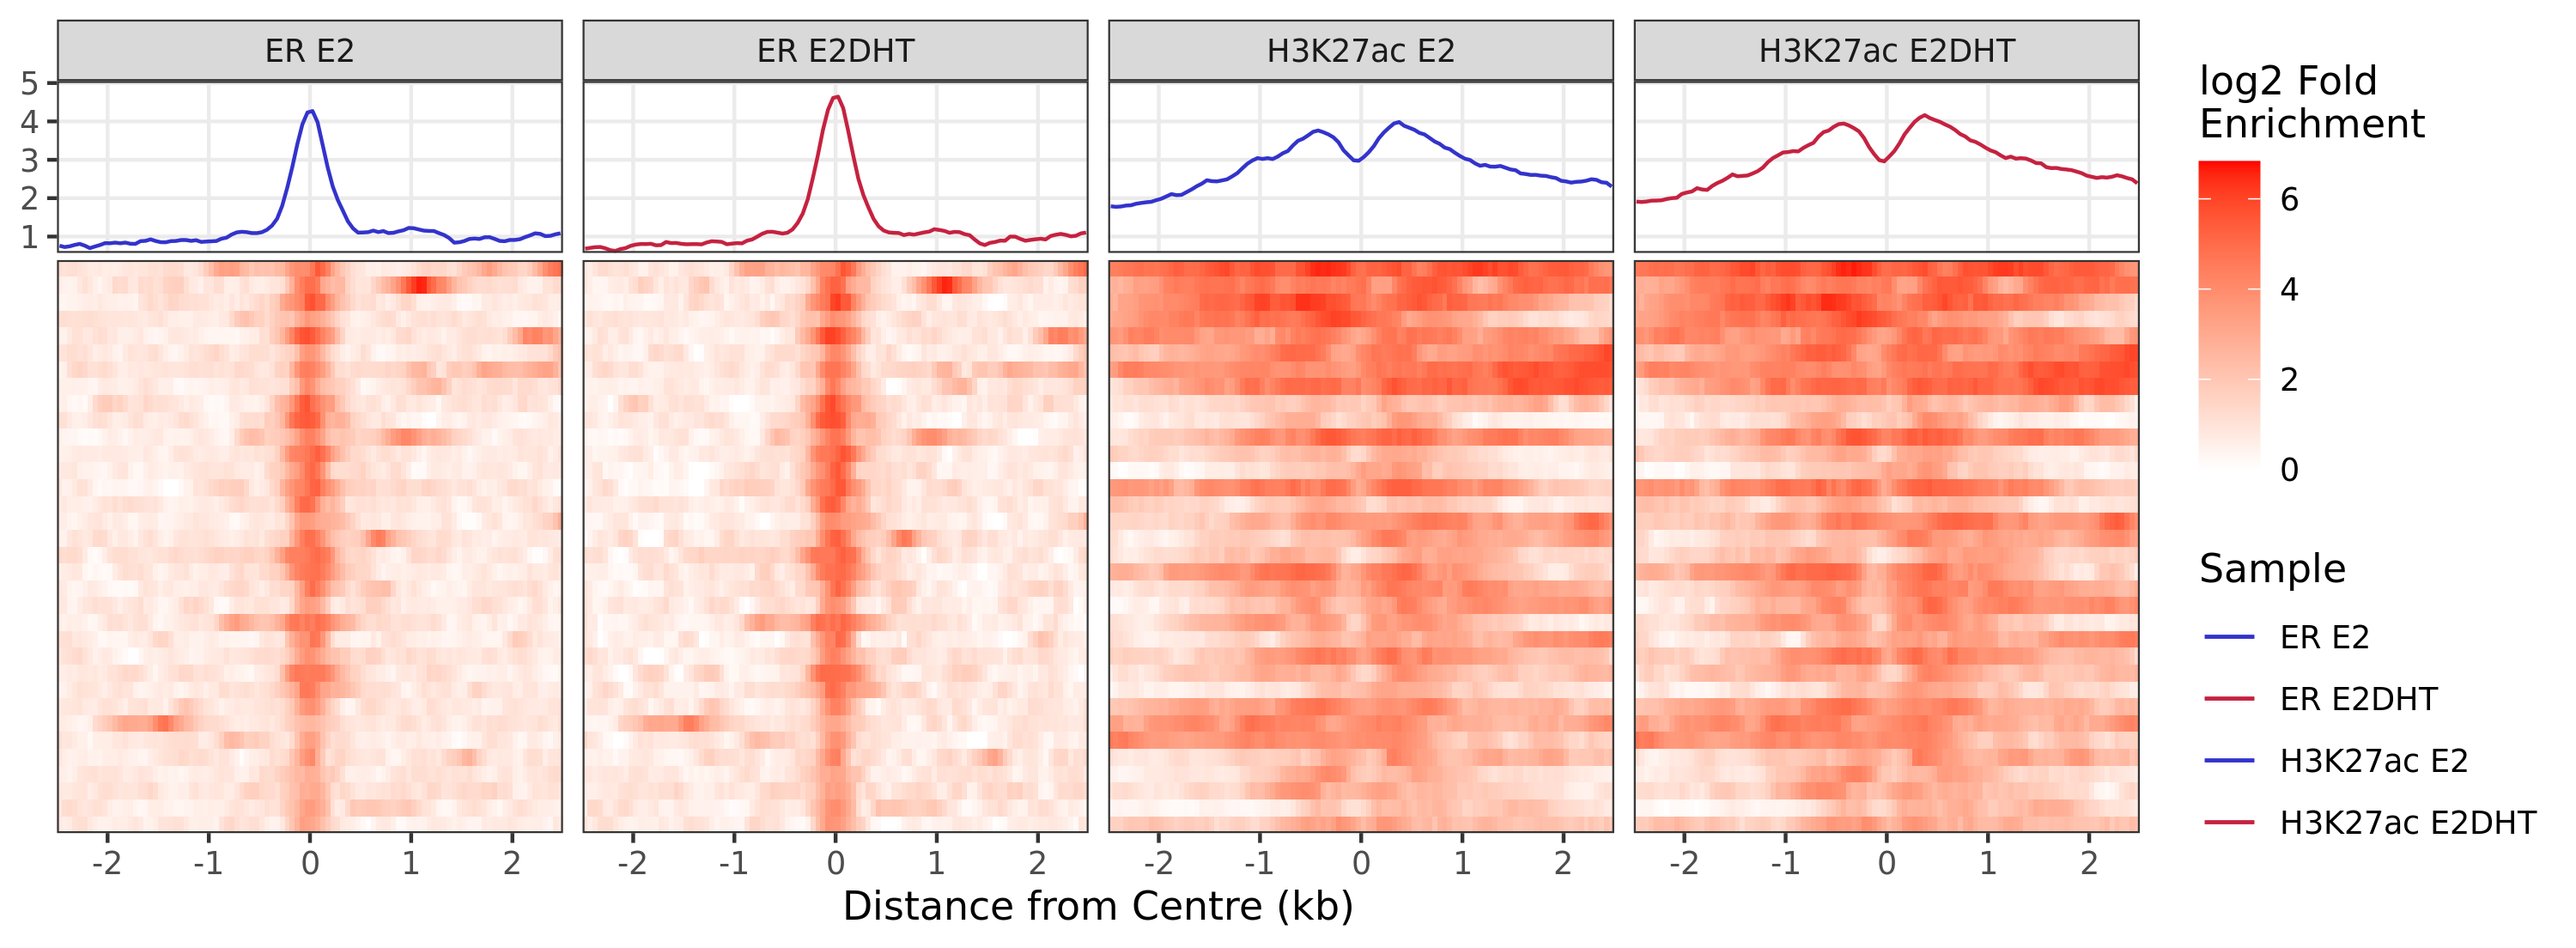 ER E2
ER E2DHT
H3K27ac E2
H3K27ac E2DHT
5
4
3
2
1
-2 -1 0 1 2
-2 -1 0 1 2
-2 -1 0 1 2
-2 -1 0 1 2
Distance from Centre (kb)
log2 Fold
Enrichment
6
4
2
0
Sample
ER E2
ER E2DHT
H3K27ac E2
H3K27ac E2DHT